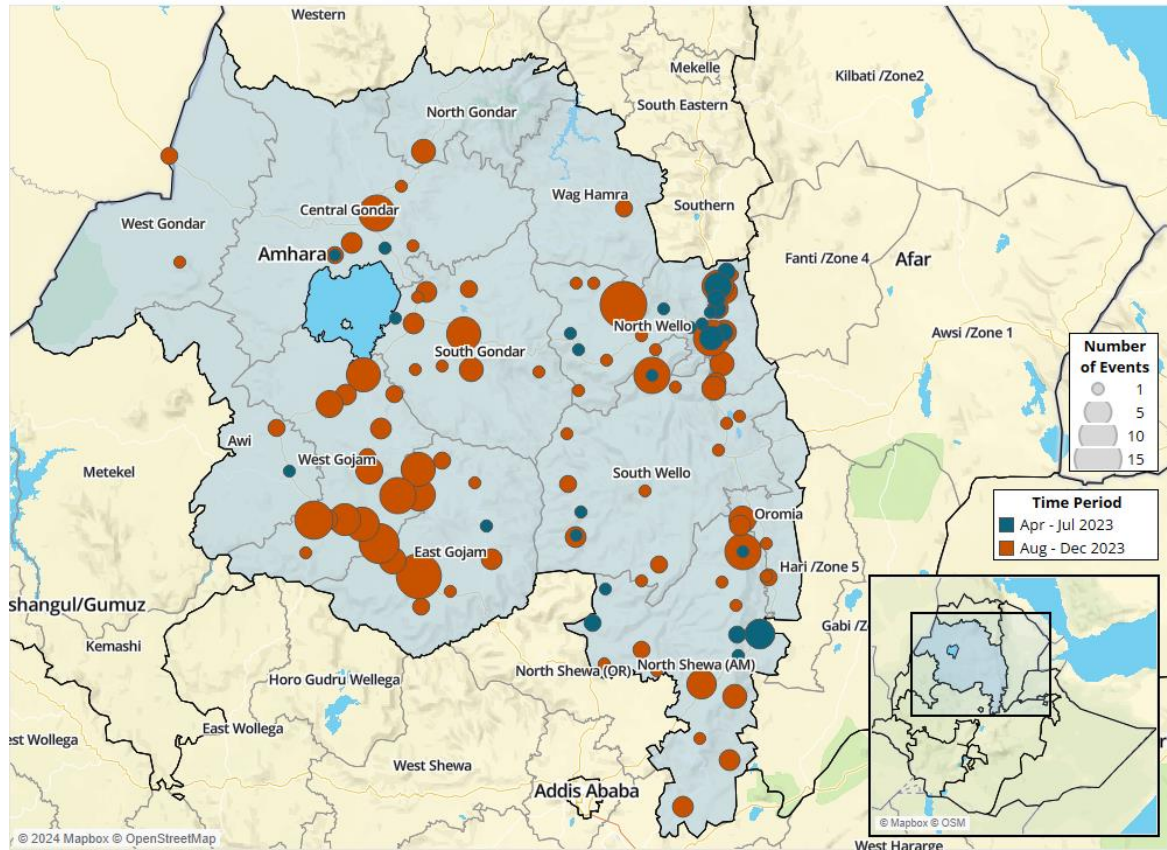 Western
Mekelle
Kilbati /Zone2
South Eastern
North Gondar
Wag Hamra
Southern
Central Gondar
West Gondar
Amhara
Fanti /Zone 4
Afar
North Wello
Awsi /Zone 1
South Gondar
Number
of Events
1
5
10
15
Awi
West Gojam
Metekel
South Wello
Time Period
Apr - Jul 2023
Aug - Dec 2023
Oromia
East Gojam
Hari /Zone 5
shangul/Gumuz
Kemashi
Gabi /Z
North Shewa (OR)
North Shewa (AM)
Horo Gudru Wellega
East Wollega
est Wollega
West Shewa
Addis Ababa
© Mapbox © OSM
© 2024 Mapbox © OpenStreetMap
West Hararge